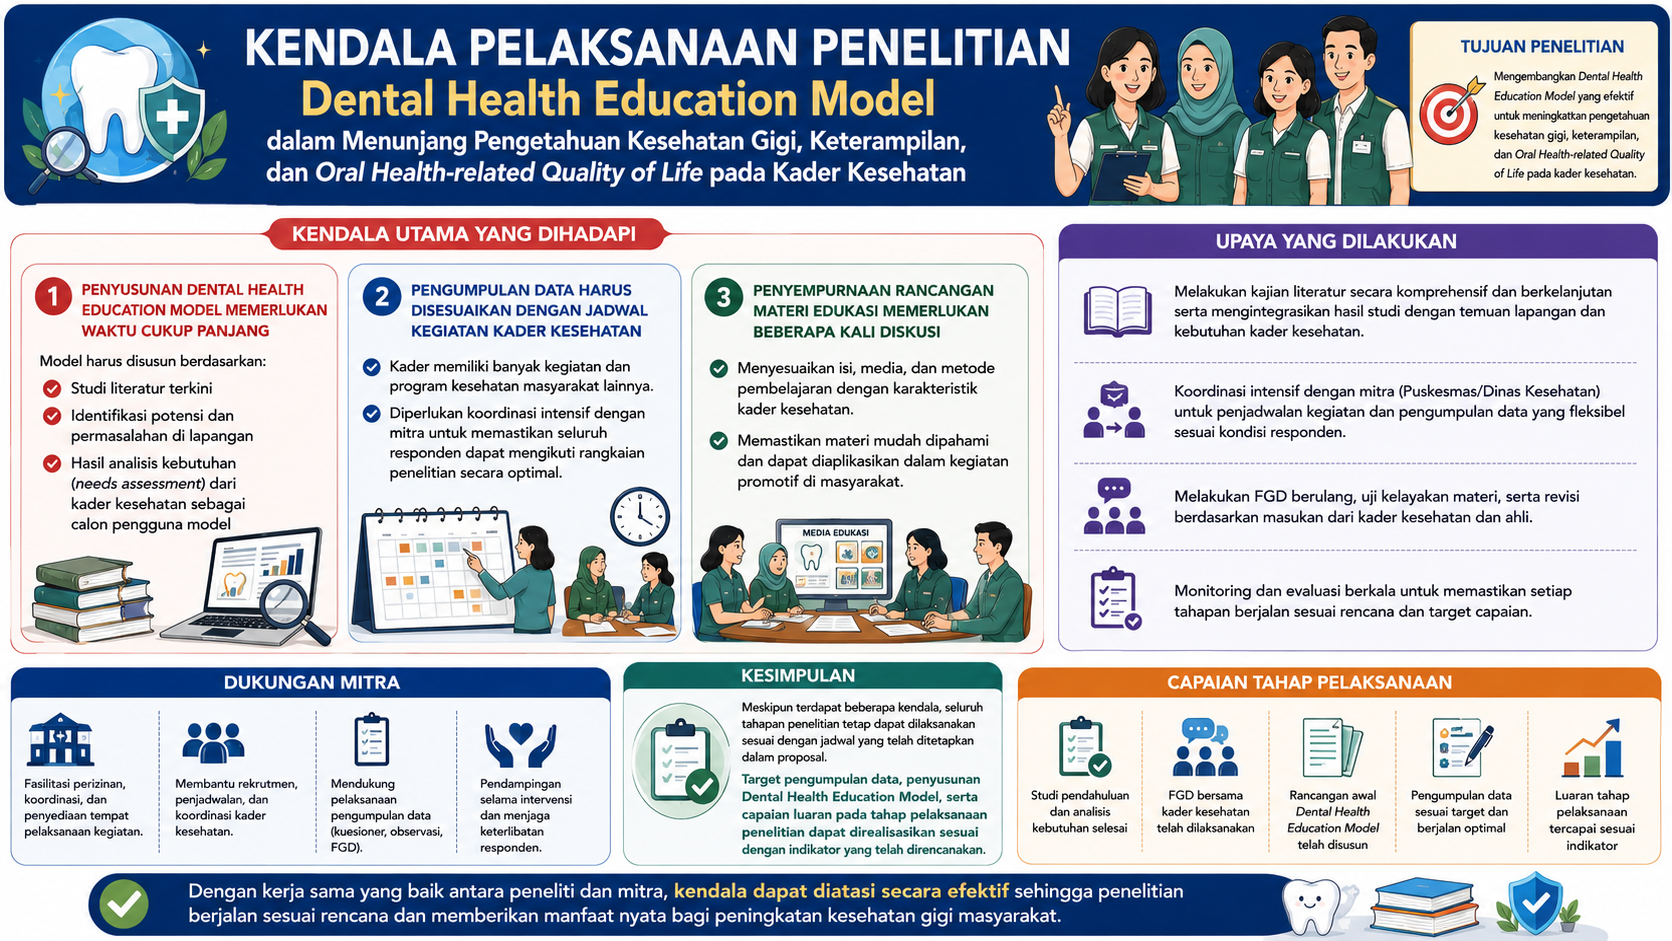 KENDALA PELAKSANAAN PENELITIAN
Dental Health Education Model
dalam Menunjang Pengetahuan Kesehatan Gigi, Keterampilan,
dan Oral Health-related Quality of Life pada Kader Kesehatan
TUJUAN PENELITIAN
Mengembangkan Dental Health
Education Model yang efektif
untuk meningkatkan pengetahuan
kesehatan gigi, keterampilan,
dan Oral Health-related Quality
of Life pada kader kesehatan.
KENDALA UTAMA YANG DIHADAPI
1
PENYUSUNAN DENTAL HEALTH
EDUCATION MODEL MEMERLUKAN
WAKTU CUKUP PANJANG
Model harus disusun berdasarkan:
Studi literatur terkini
Identifikasi potensi dan
permasalahan di lapangan
Hasil analisis kebutuhan
(needs assessment) dari
kader kesehatan sebagai
calon pengguna model
2
PENGUMPULAN DATA HARUS
DISESUAIKAN DENGAN JADWAL
KEGIATAN KADER KESEHATAN
Kader memiliki banyak kegiatan dan
program kesehatan masyarakat lainnya.
Diperlukan koordinasi intensif dengan
mitra untuk memastikan seluruh
responden dapat mengikuti rangkaian
penelitian secara optimal.
3
PENYEMPURNAAN RANCANGAN
MATERI EDUKASI MEMERLUKAN
BEBERAPA KALI DISKUSI
Menyesuaikan isi, media, dan metode
pembelajaran dengan karakteristik
kader kesehatan.
Memastikan materi mudah dipahami
dan dapat diaplikasikan dalam kegiatan
promotif di masyarakat.
MEDIA EDUKASI
UPAYA YANG DILAKUKAN
Melakukan kajian literatur secara komprehensif dan berkelanjutan
serta mengintegrasikan hasil studi dengan temuan lapangan dan
kebutuhan kader kesehatan.
Koordinasi intensif dengan mitra (Puskesmas/Dinas Kesehatan)
untuk penjadwalan kegiatan dan pengumpulan data yang fleksibel
sesuai kondisi responden.
Melakukan FGD berulang, uji kelayakan materi, serta revisi
berdasarkan masukan dari kader kesehatan dan ahli.
Monitoring dan evaluasi berkala untuk memastikan setiap
tahapan berjalan sesuai rencana dan target capaian.
DUKUNGAN MITRA
Fasilitasi perizinan,
koordinasi, dan
penyediaan tempat
pelaksanaan kegiatan.
Membantu rekrutmen,
penjadwalan, dan
koordinasi kader
kesehatan.
Mendukung
pelaksanaan
pengumpulan data
(kuesioner, observasi,
FGD).
Pendampingan
selama intervensi
dan menjaga
keterlibatan
responden.
KESIMPULAN
Meskipun terdapat beberapa kendala, seluruh
tahapan penelitian tetap dapat dilaksanakan
sesuai dengan jadwal yang telah ditetapkan
dalam proposal.
Target pengumpulan data, penyusunan
Dental Health Education Model, serta
capaian luaran pada tahap pelaksanaan
penelitian dapat direalisasikan sesuai
dengan indikator yang telah direncanakan.
CAPAIAN TAHAP PELAKSANAAN
Studi pendahuluan
dan analisis
kebutuhan selesai
FGD bersama
kader kesehatan
telah dilaksanakan
Rancangan awal
Dental Health
Education Model
telah disusun
Pengumpulan data
sesuai target dan
berjalan optimal
Luaran tahap
pelaksanaan
tercapai sesuai
indikator
Dengan kerja sama yang baik antara peneliti dan mitra, kendala dapat diatasi secara efektif sehingga penelitian
berjalan sesuai rencana dan memberikan manfaat nyata bagi peningkatan kesehatan gigi masyarakat.